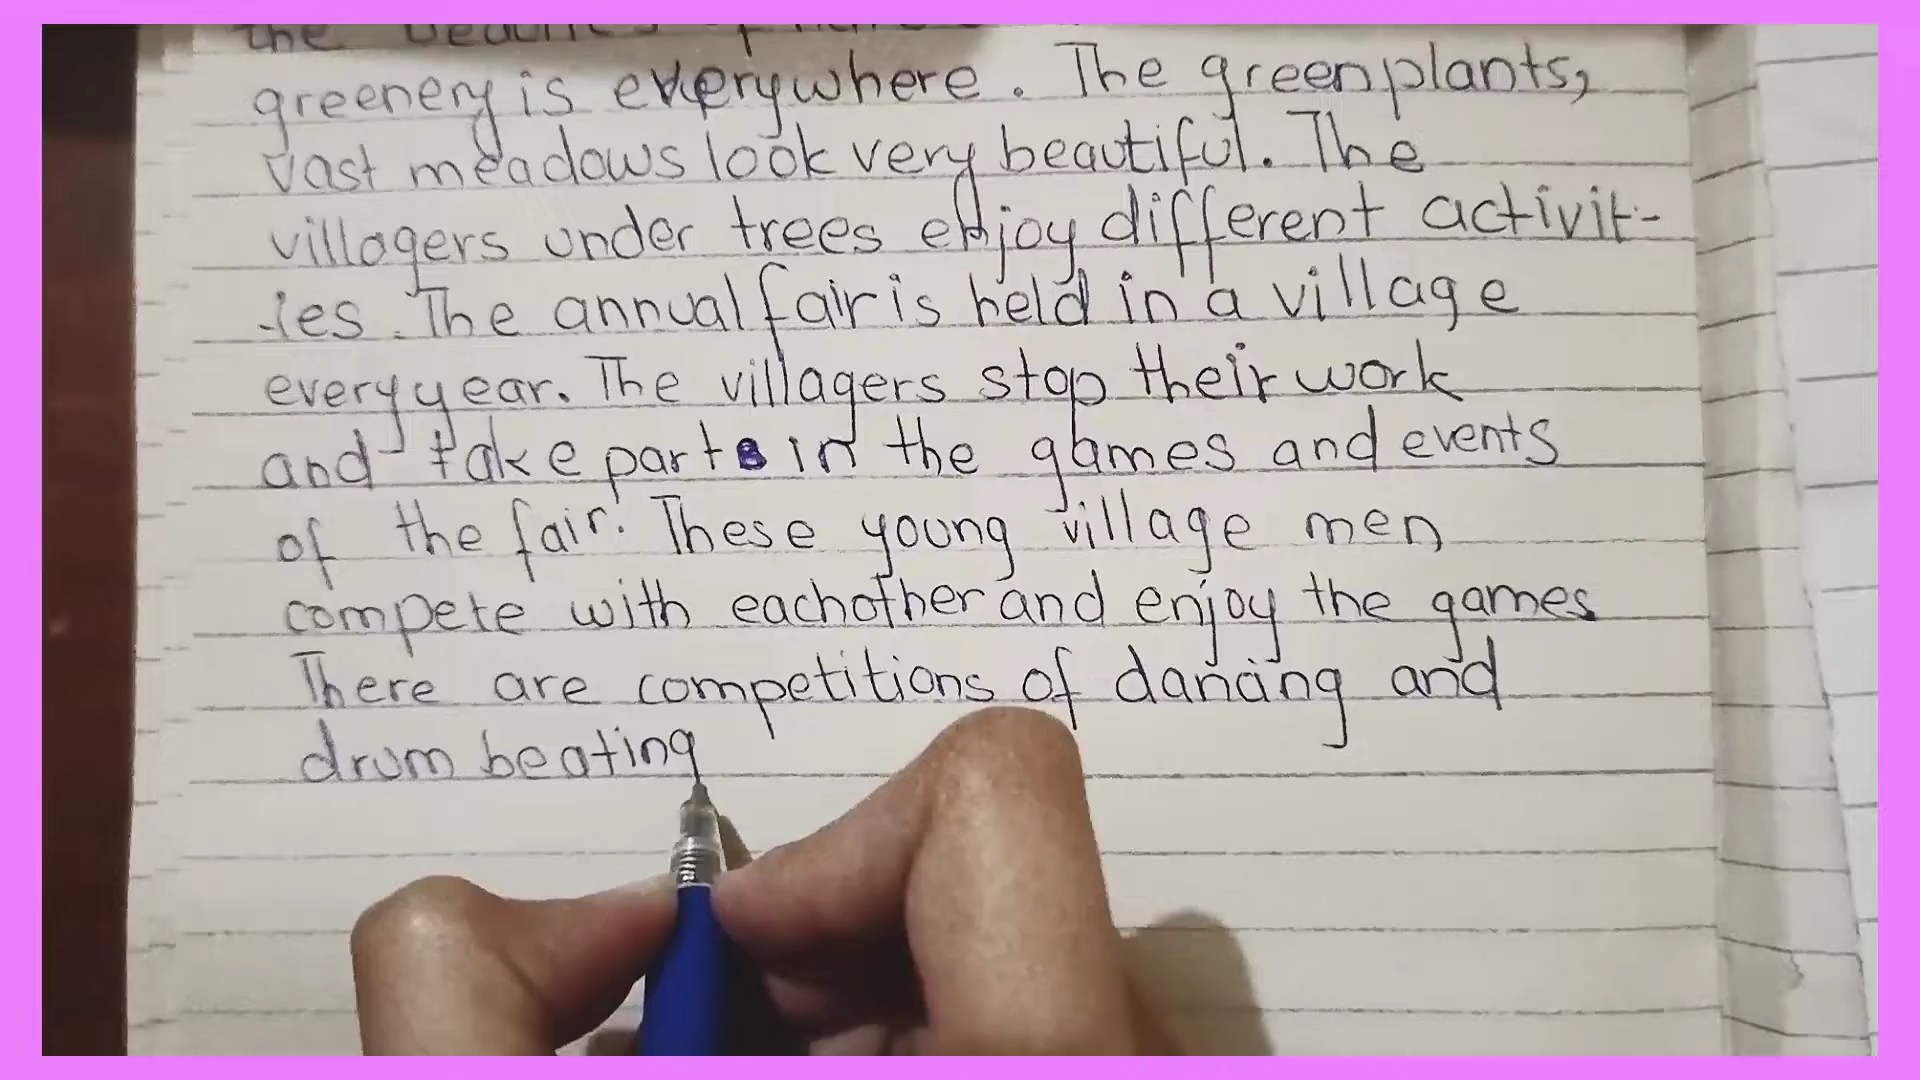 the beauties of
greenery is everywhere. The green plants,
vast meadows look very beautiful. The
villagers under trees enjoy different activit-
-ies. The annual fair is held in a village
every year. The villagers stop their work
and take part in the games and events
of the fair. These young village men
compete with eachother and enjoy the games
There are competitions of dancing and
drum beating